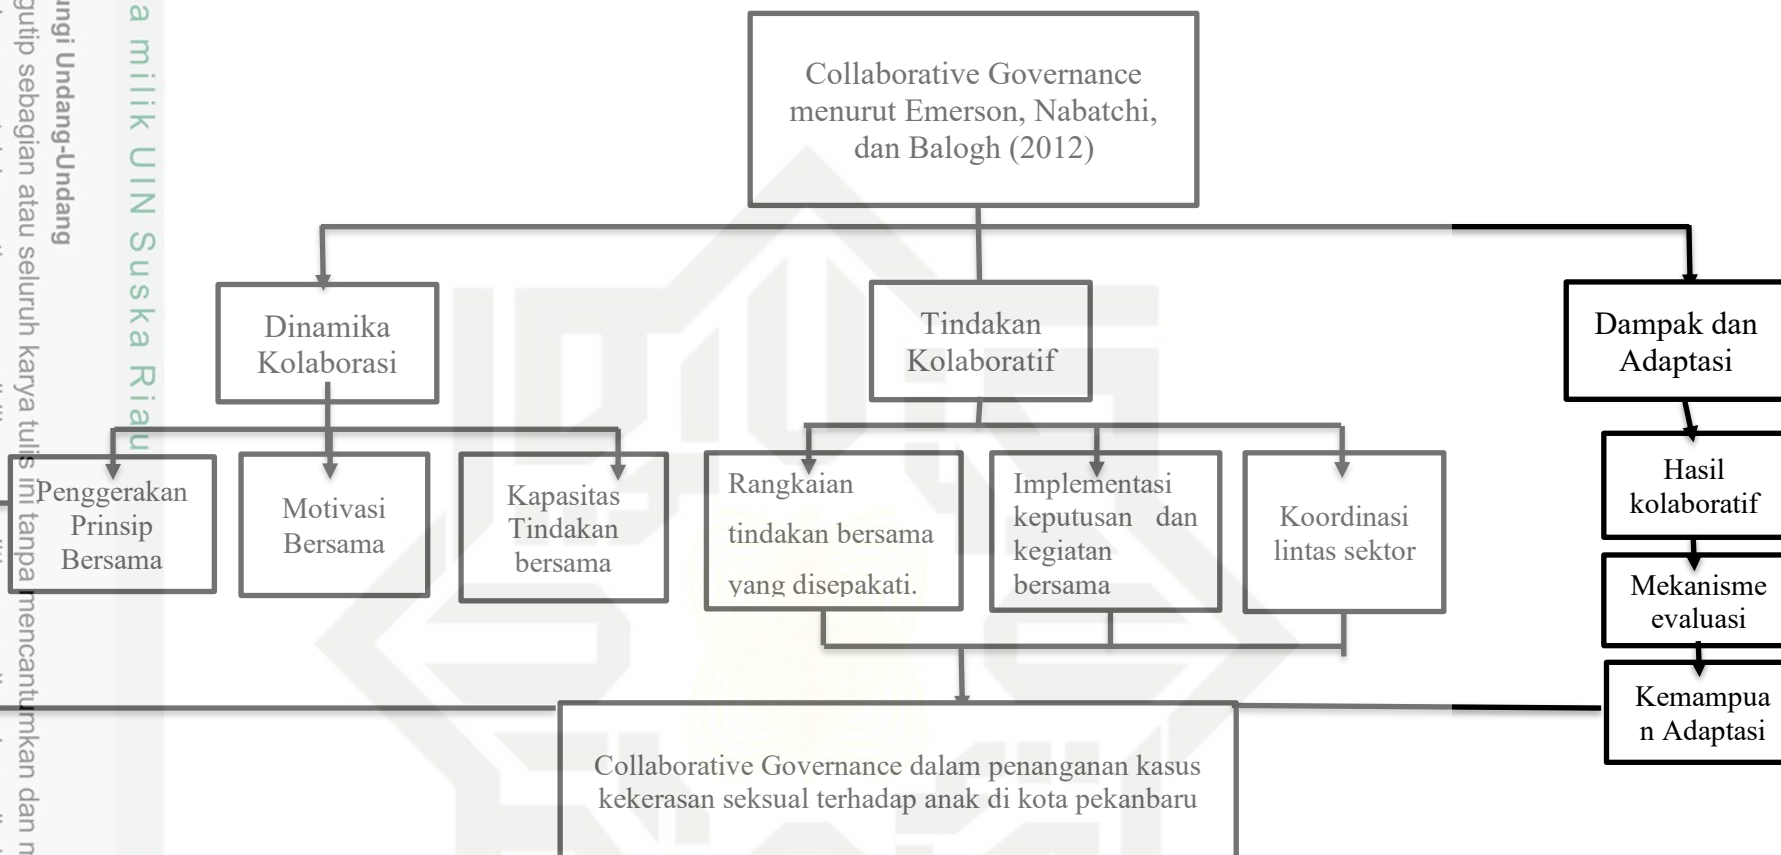 a milik UIN Suska Riau
ngi Undang-Undang
gutip sebagian atau seluruh karya tulis ini tanpa mencantumkan dan m
Collaborative Governance
menurut Emerson, Nabatchi,
dan Balogh (2012)
Dinamika
Kolaborasi
Tindakan
Kolaboratif
Dampak dan
Adaptasi
Penggerakan
Prinsip
Bersama
Motivasi
Bersama
Kapasitas
Tindakan
bersama
Rangkaian
tindakan bersama
yang disepakati.
Implementasi
keputusan dan
kegiatan
bersama
Koordinasi
lintas sektor
Hasil
kolaboratif
Mekanisme
evaluasi
Kemampua
n Adaptasi
Collaborative Governance dalam penanganan kasus
kekerasan seksual terhadap anak di kota pekanbaru